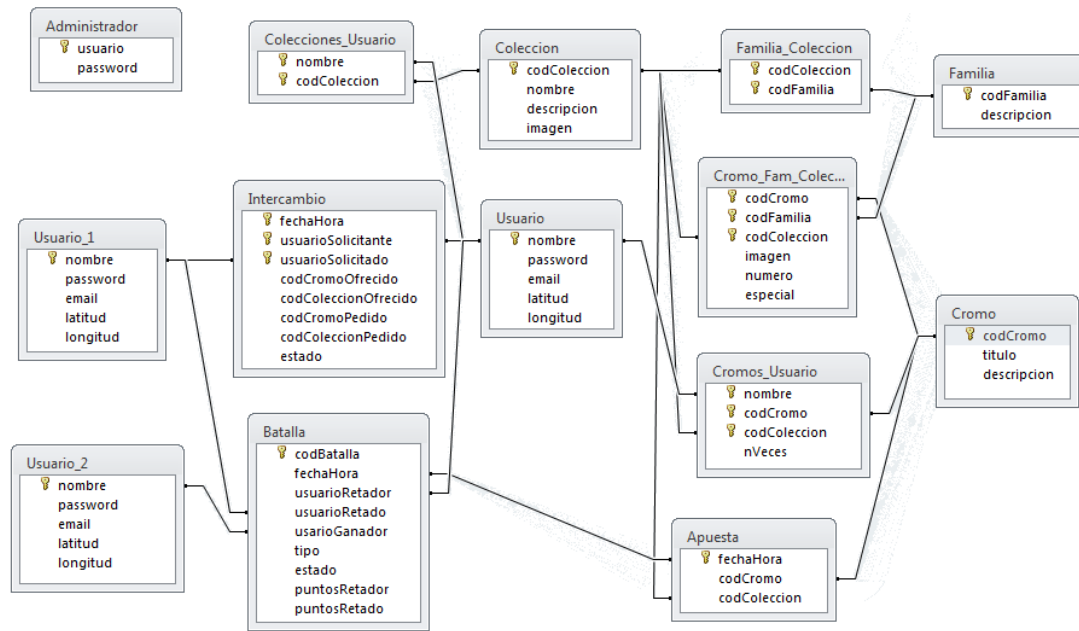 Administrador
usuario
password
Colecciones_Usuario
nombre
codColeccion
Coleccion
codColeccion
nombre
descripcion
imagen
Familia_Coleccion
codColeccion
codFamilia
Familia
codFamilia
descripcion
Cromo_Fam_Colec...
codCromo
codFamilia
codColeccion
imagen
numero
especial
Intercambio
fechaHora
usuarioSolicitante
usuarioSolicitado
codCromoOfrecido
codColeccionOfrecido
codCromoPedido
codColeccionPedido
estado
Usuario
nombre
password
email
latitud
longitud
Usuario_1
nombre
password
email
latitud
longitud
Cromo
codCromo
titulo
descripcion
Cromos_Usuario
nombre
codCromo
codColeccion
nVeces
Batalla
codBatalla
fechaHora
usuarioRetador
usuarioRetado
usarioGanador
tipo
estado
puntosRetador
puntosRetado
Usuario_2
nombre
password
email
latitud
longitud
Apuesta
fechaHora
codCromo
codColeccion